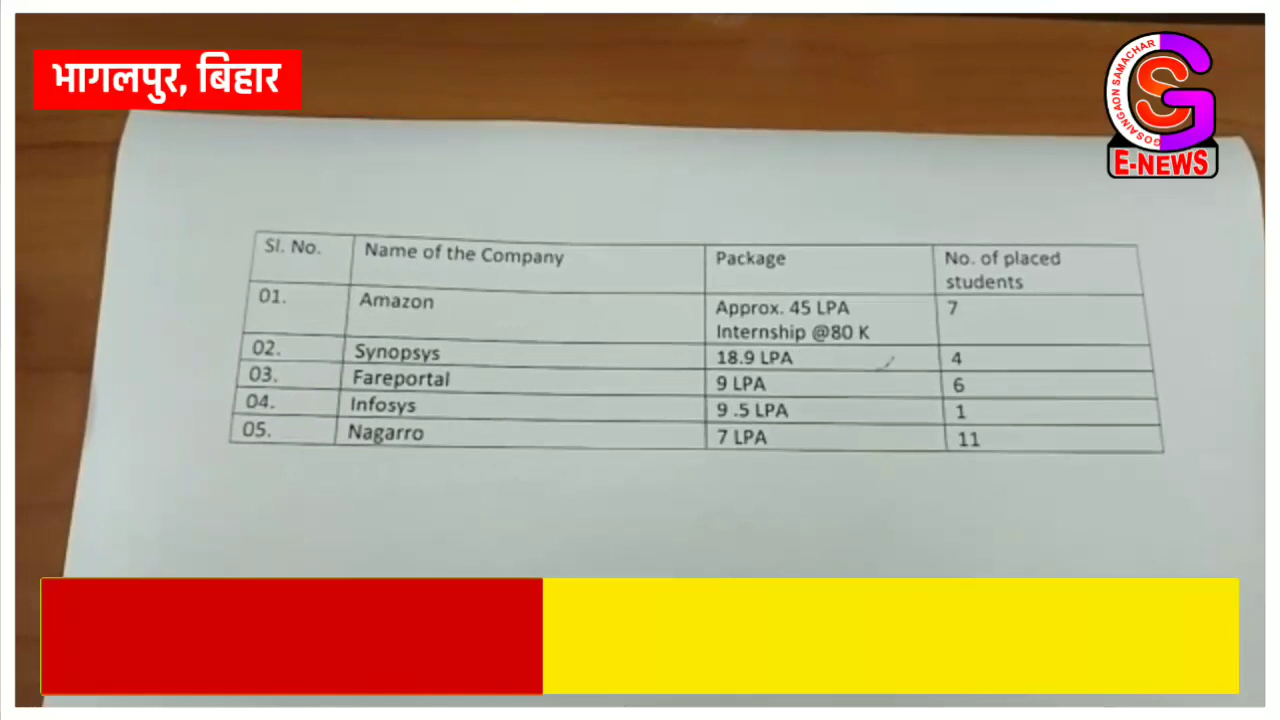 भागलपुर, बिहार
GOSAINGAON SAMACHAR
SG
E-NEWS
Sl. No. Name of the Company Package No. of placed
students
01. Amazon Approx. 45 LPA 7
Internship @80 K
02. Synopsys 18.9 LPA 4
03. Fareportal 9 LPA 6
04. Infosys 9 .5 LPA 1
05. Nagarro 7 LPA 11